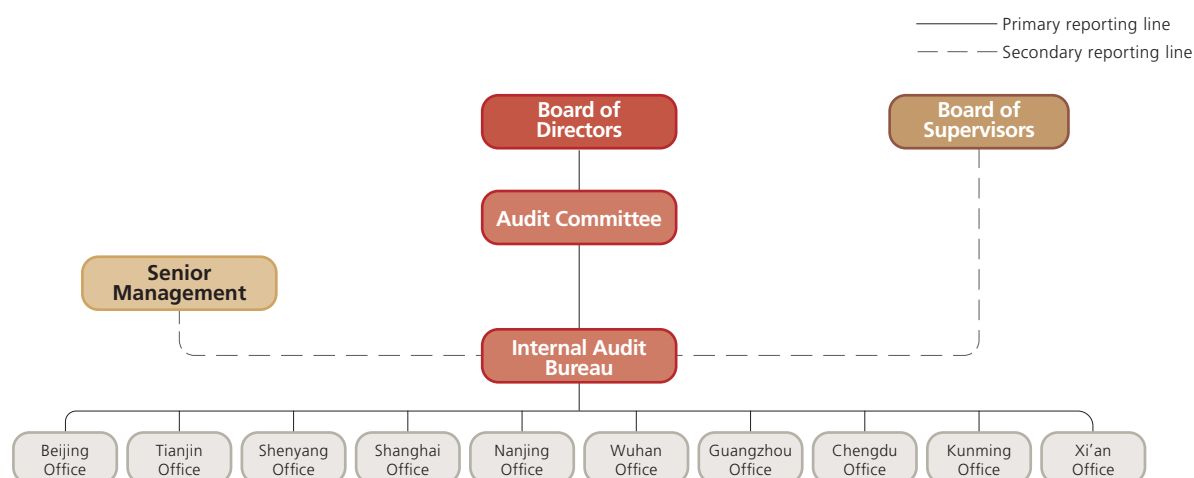 Primary reporting line
Secondary reporting line
Board of
Directors
Board of
Supervisors
Audit Committee
Senior
Management
Internal Audit
Bureau
Beijing
Office
Tianjin
Office
Shenyang
Office
Shanghai
Office
Nanjing
Office
Wuhan
Office
Guangzhou
Office
Chengdu
Office
Kunming
Office
Xi’an
Office